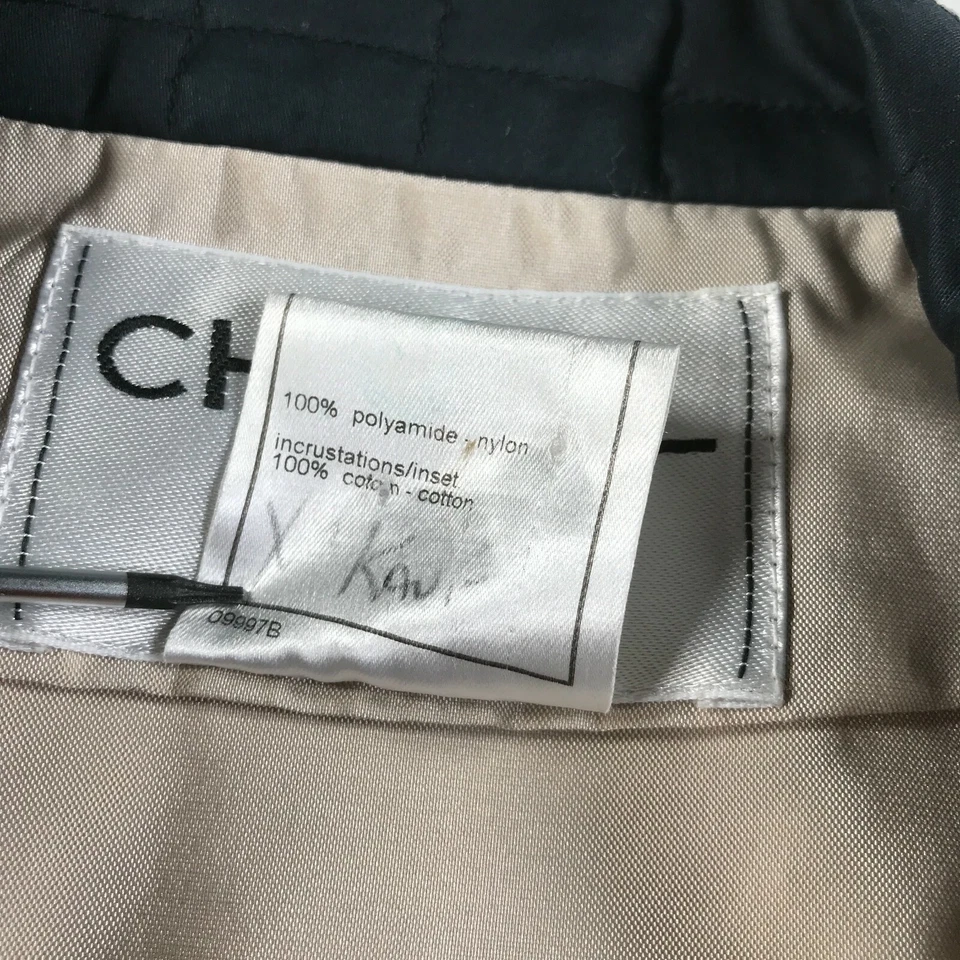 CH
100% polyamide - nylon
incrustations/inset
100% coton - cotton
09997B